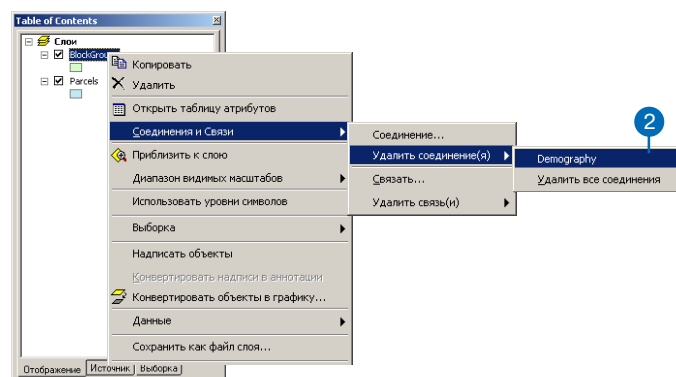 Table of Contents
Слои
BlockGrou
Parcels
Копировать
Удалить
Открыть таблицу атрибутов
Соединения и Связи
Приблизить к слою
Диапазон видимых масштабов
Использовать уровни символов
Выборка
Надписать объекты
Конвертировать надписи в аннотации
Конвертировать объекты в графику...
Данные
Сохранить как файл слоя...
Соединение...
Удалить соединение(я)
Связать...
Удалить связь(и)
2
Demography
Удалить все соединения
Отображение Источник Выборка